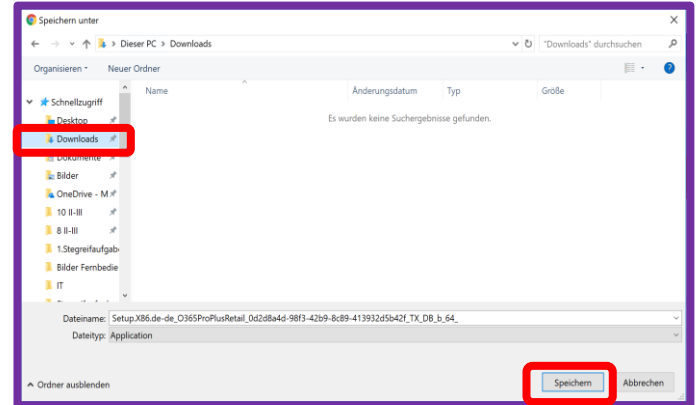 Speichern unter
Dieser PC > Downloads
"Downloads" durchsuchen
Organisieren
Neuer Ordner
Name Änderungsdatum Typ Größe
Es wurden keine Suchergebnisse gefunden.
Schnellzugriff
Desktop
Downloads
Dokumente
Bilder
OneDrive - M
10 II-III
8 II-III
1.Stegreifaufgab
Bilder Fernbedie
IT
Dateiname: Setup.X86.de-de_O365ProPlusRetail_0d2d8a4d-98f3-42b9-8c89-413932d5b42f_TX_DB_b_64_
Dateityp: Application
Ordner ausblenden
Speichern
Abbrechen